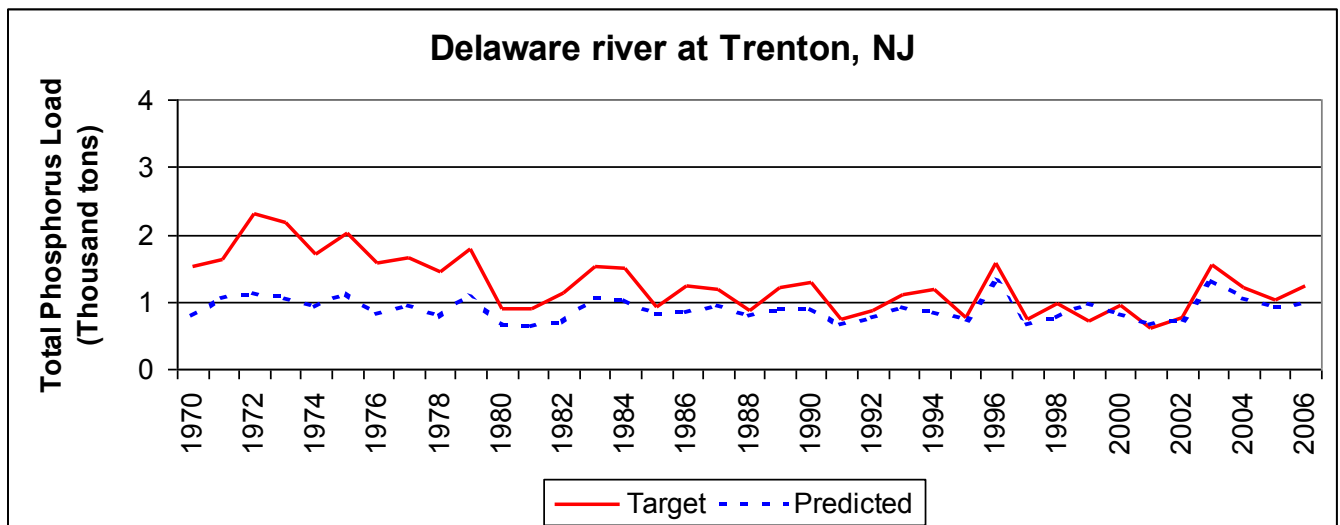 Delaware river at Trenton, NJ
Total Phosphorus Load
(Thousand tons)
4
3
2
1
0
1970 1972 1974 1976 1978 1980 1982 1984 1986 1988 1990 1992 1994 1996 1998 2000 2002 2004 2006
Target Predicted